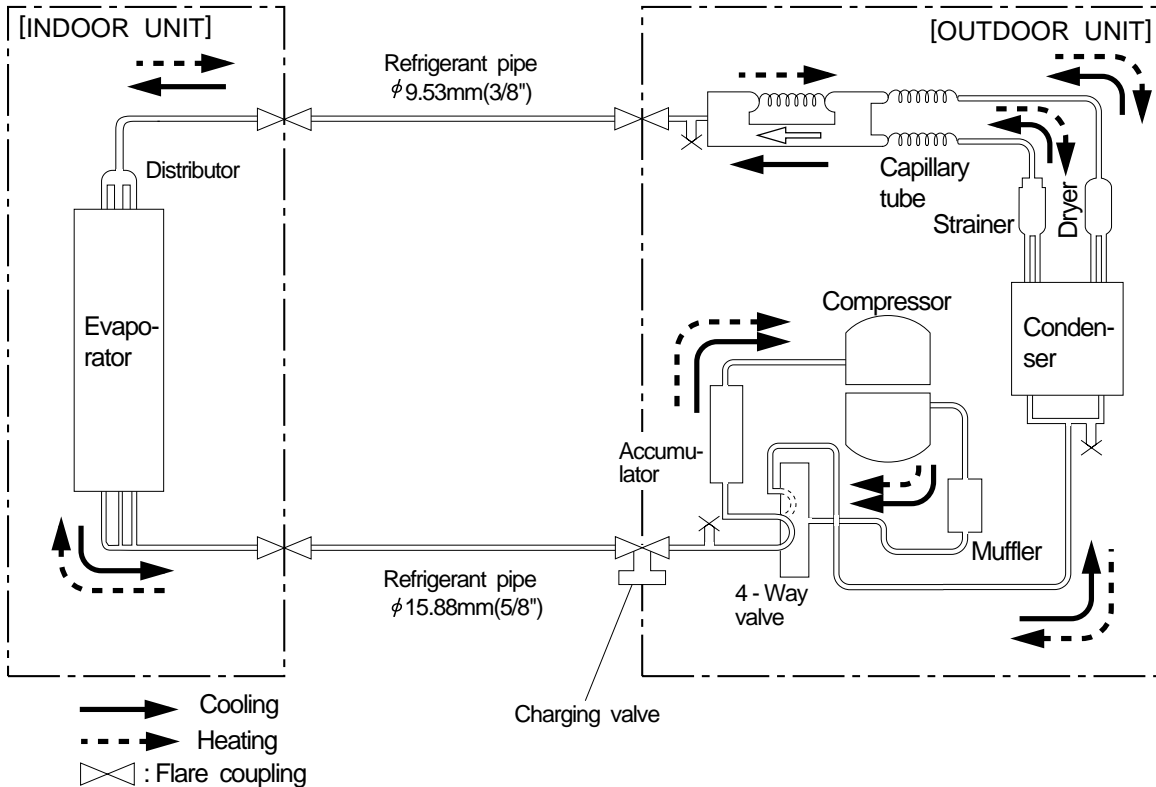 [INDOOR UNIT]
[OUTDOOR UNIT]
Refrigerant pipe
ϕ9.53mm(3/8")
Distributor
Capillary
tube
Strainer
Dryer
Evapo-
rator
Compressor
Conden-
ser
Accumu-
lator
Muffler
4 - Way
valve
Refrigerant pipe
ϕ15.88mm(5/8")
Charging valve
Cooling
Heating
: Flare coupling